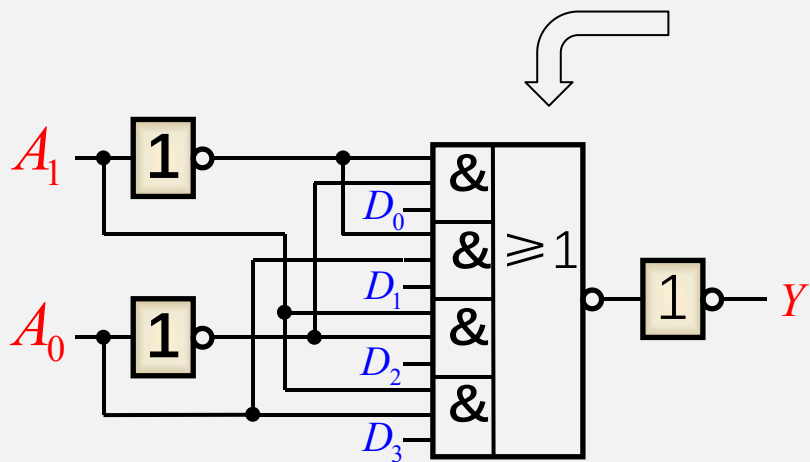 A₁ 1 &
D₀
& ≥1
D₁ 1 Y
A₀ 1 &
D₂
&
D₃